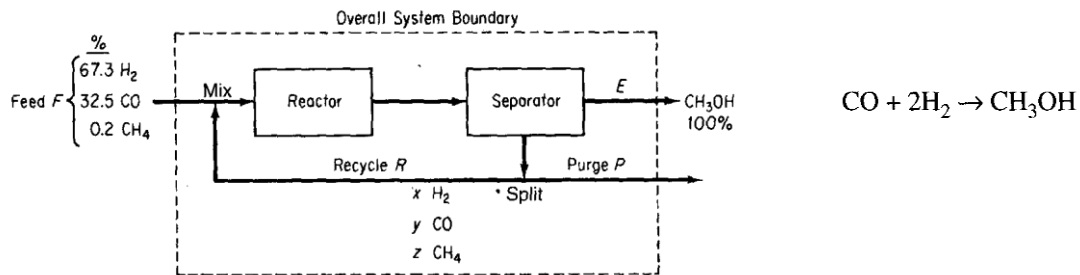 Overall System Boundary
%
67.3 H₂
Feed F
32.5 CO
0.2 CH₄
Mix
Reactor
Separator
E
CH₃OH
100%
Recycle R
Purge P
x H₂
Split
y CO
z CH₄
CO + 2H₂ → CH₃OH